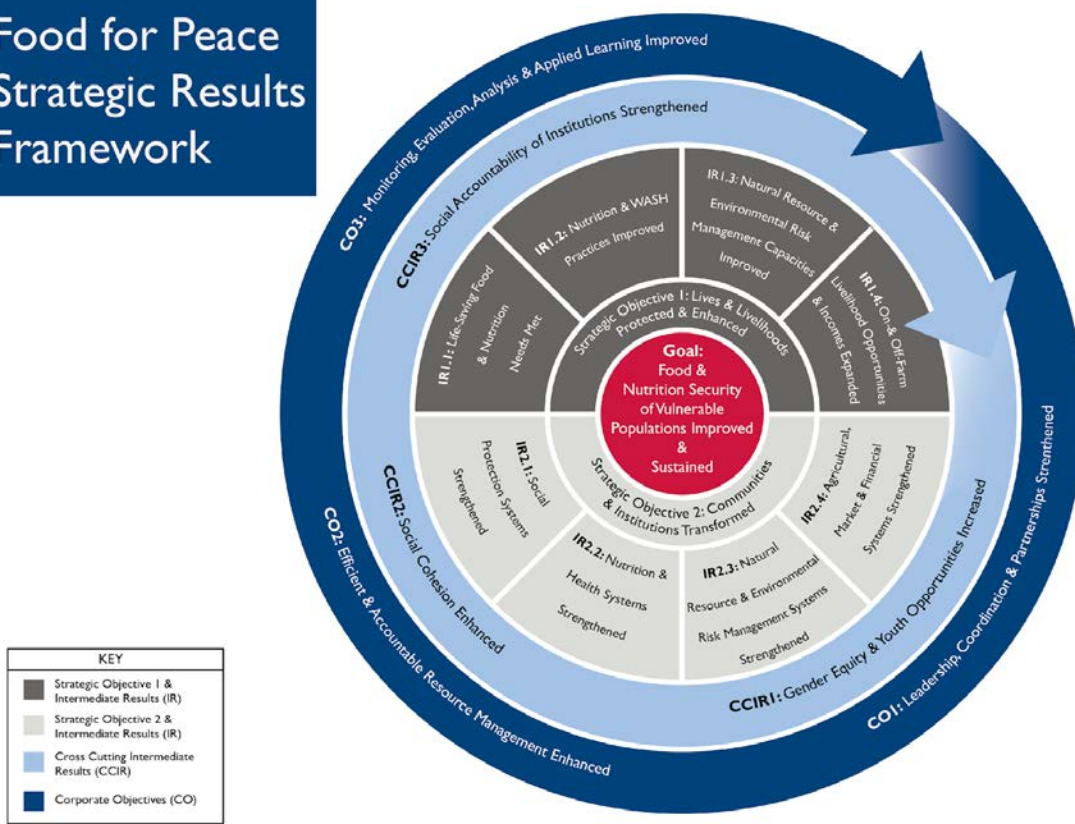 Food for Peace
Strategic Results
Framework
CO3: Monitoring, Evaluation, Analysis & Applied Learning Improved
CCIR3: Social Accountability of Institutions Strengthened
IR1.1: Life-Saving Food
& Nutrition
Needs Met
IR1.2: Nutrition & WASH
Practices Improved
IR1.3: Natural Resource &
Environmental Risk
Management Capacities
Improved
IR1.4: On-& Off-Farm
Livelihood Opportunities
& Incomes Expanded
Strategic Objective 1: Lives & Livelihoods
Protected & Enhanced
Goal:
Food &
Nutrition Security
of Vulnerable
Populations Improved
&
Sustained
Strategic Objective 2: Communities
& Institutions Transformed
IR2.1: Social
Protection Systems
Strengthened
IR2.2: Nutrition &
Health Systems
Strengthened
IR2.3: Natural
Resource & Environmental
Risk Management Systems
Strengthened
IR2.4: Agricultural,
Market & Financial
Systems Strengthened
CCIR2: Social Cohesion Enhanced
CCIR1: Gender Equity & Youth Opportunities Increased
CO2: Efficient & Accountable Resource Management Enhanced
CO1: Leadership, Coordination & Partnerships Strenthened
KEY
Strategic Objective 1 &
Intermediate Results (IR)
Strategic Objective 2 &
Intermediate Results (IR)
Cross Cutting Intermediate
Results (CCIR)
Corporate Objectives (CO)